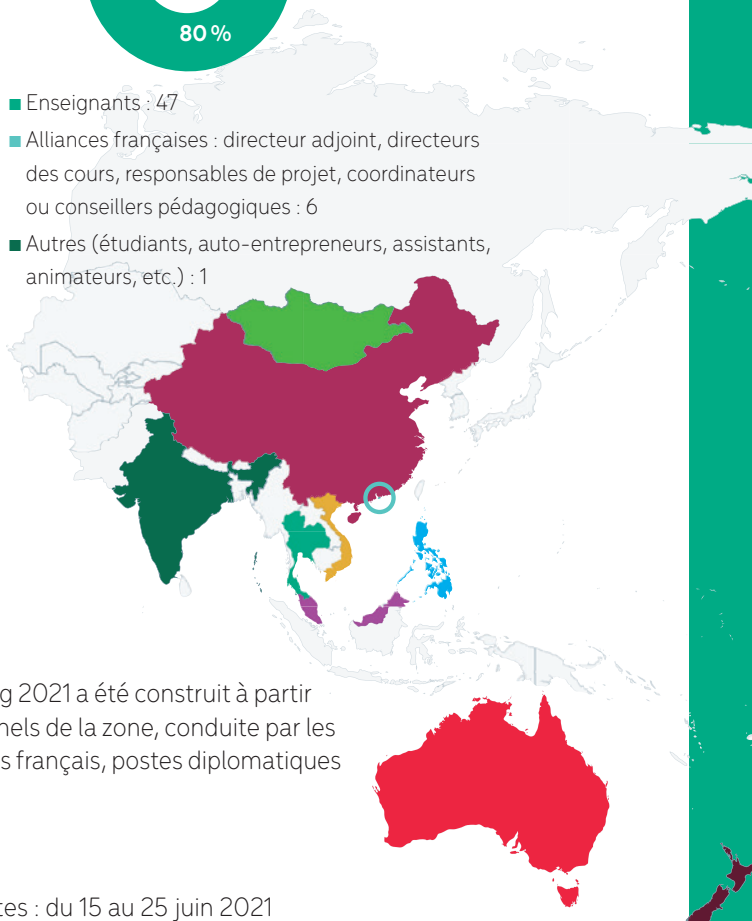 80 %
Enseignants : 47
Alliances françaises : directeur adjoint, directeurs
des cours, responsables de projet, coordinateurs
ou conseillers pédagogiques : 6
Autres (étudiants, auto-entrepreneurs, assistants,
animateurs, etc.) : 1
g 2021 a été construit à partir
nels de la zone, conduite par les
s français, postes diplomatiques
tes : du 15 au 25 juin 2021